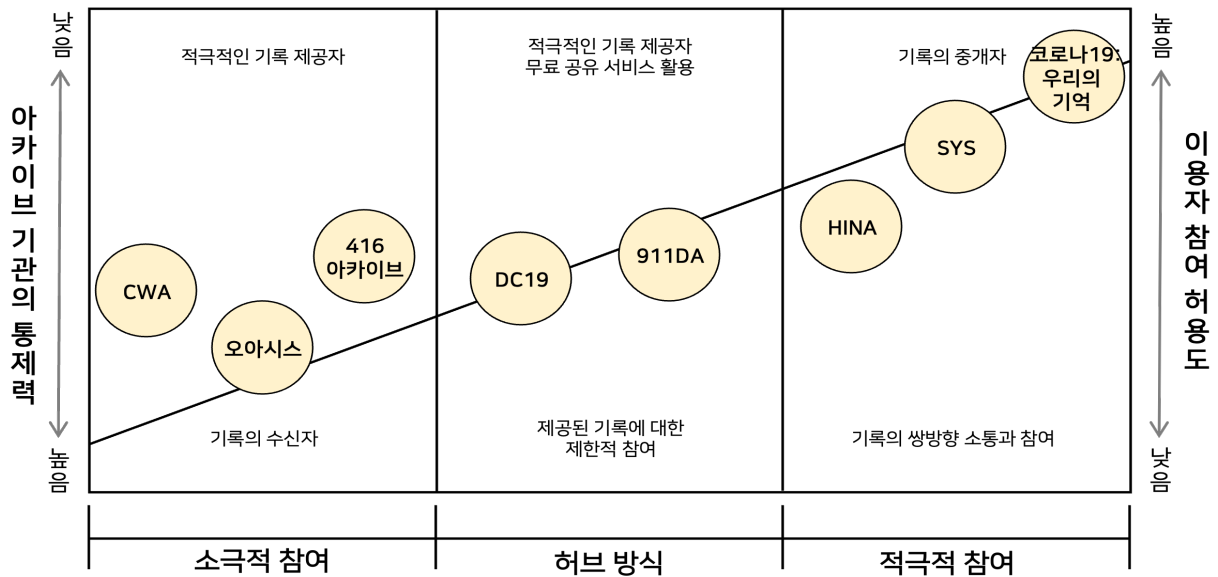 낮음
높음
적극적인 기록 제공자
적극적인 기록 제공자
무료 공유 서비스 활용
기록의 중개자
코로나19:
우리의
기억
SYS
HINA
416
아카이브
911DA
DC19
CWA
오아시스
아카이브 기관의 통제력
이용자 참여 허용도
기록의 수신자
제공된 기록에 대한
제한적 참여
기록의 쌍방향 소통과 참여
높음
낮음
소극적 참여
허브 방식
적극적 참여